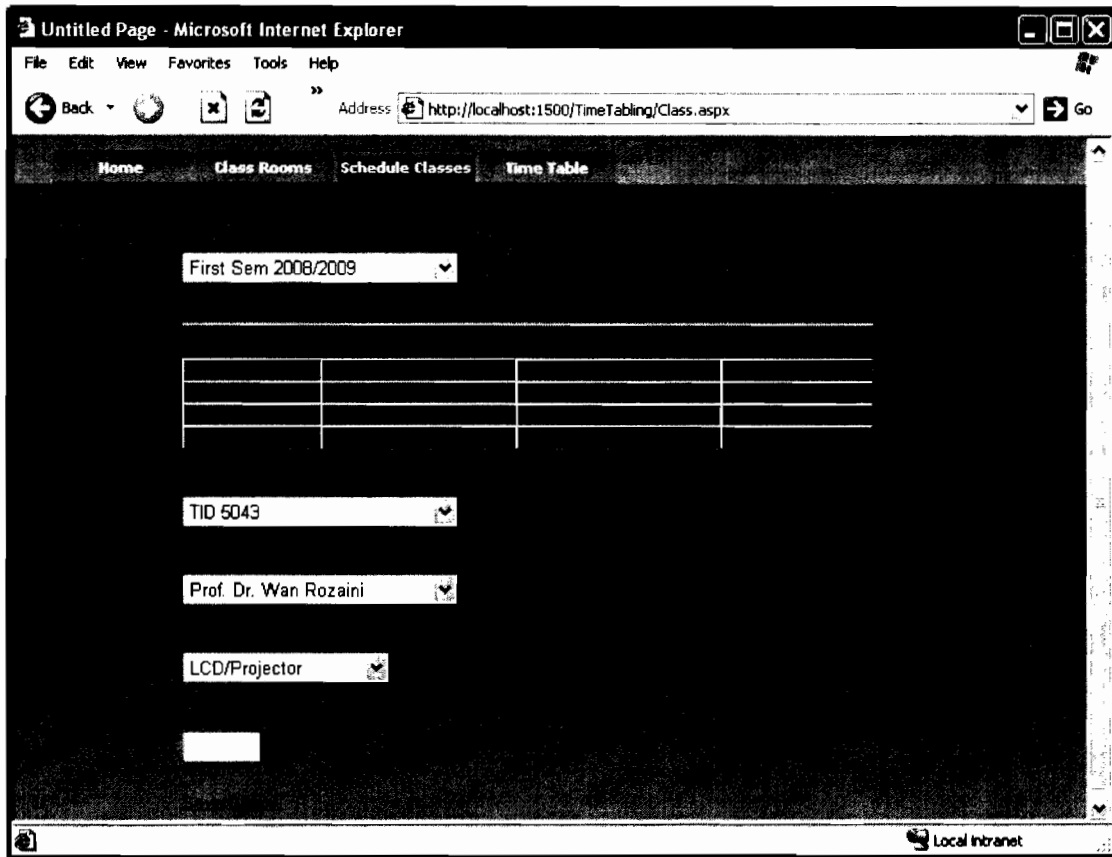 Untitled Page - Microsoft Internet Explorer
File Edit View Favorites Tools Help
Back » Address http://localhost:1500/TimeTabling/Class.aspx Go
Home Class Rooms Schedule Classes Time Table
First Sem 2008/2009
TID 5043
Prof. Dr. Wan Rozaini
LCD/Projector
Local intranet